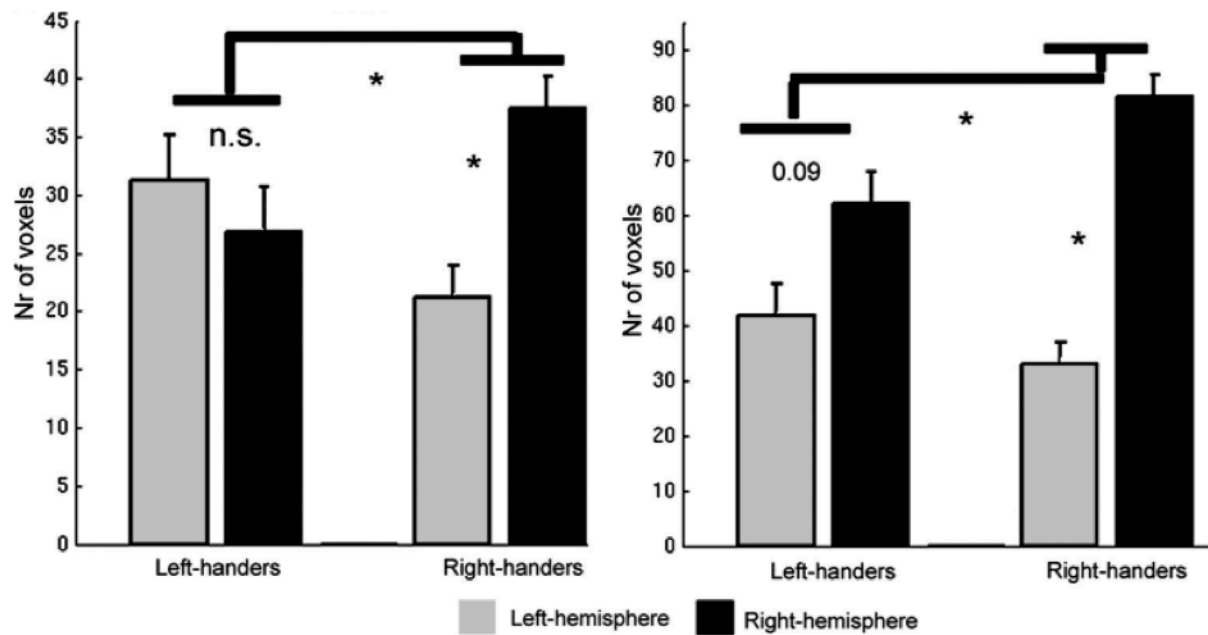 45
40
35
30
25
20
15
10
5
0
Nr of voxels
*
n.s.
*
Left-handers
Right-handers
90
80
70
60
50
40
30
20
10
0
Nr of voxels
*
0.09
*
Left-handers
Right-handers
Left-hemisphere
Right-hemisphere